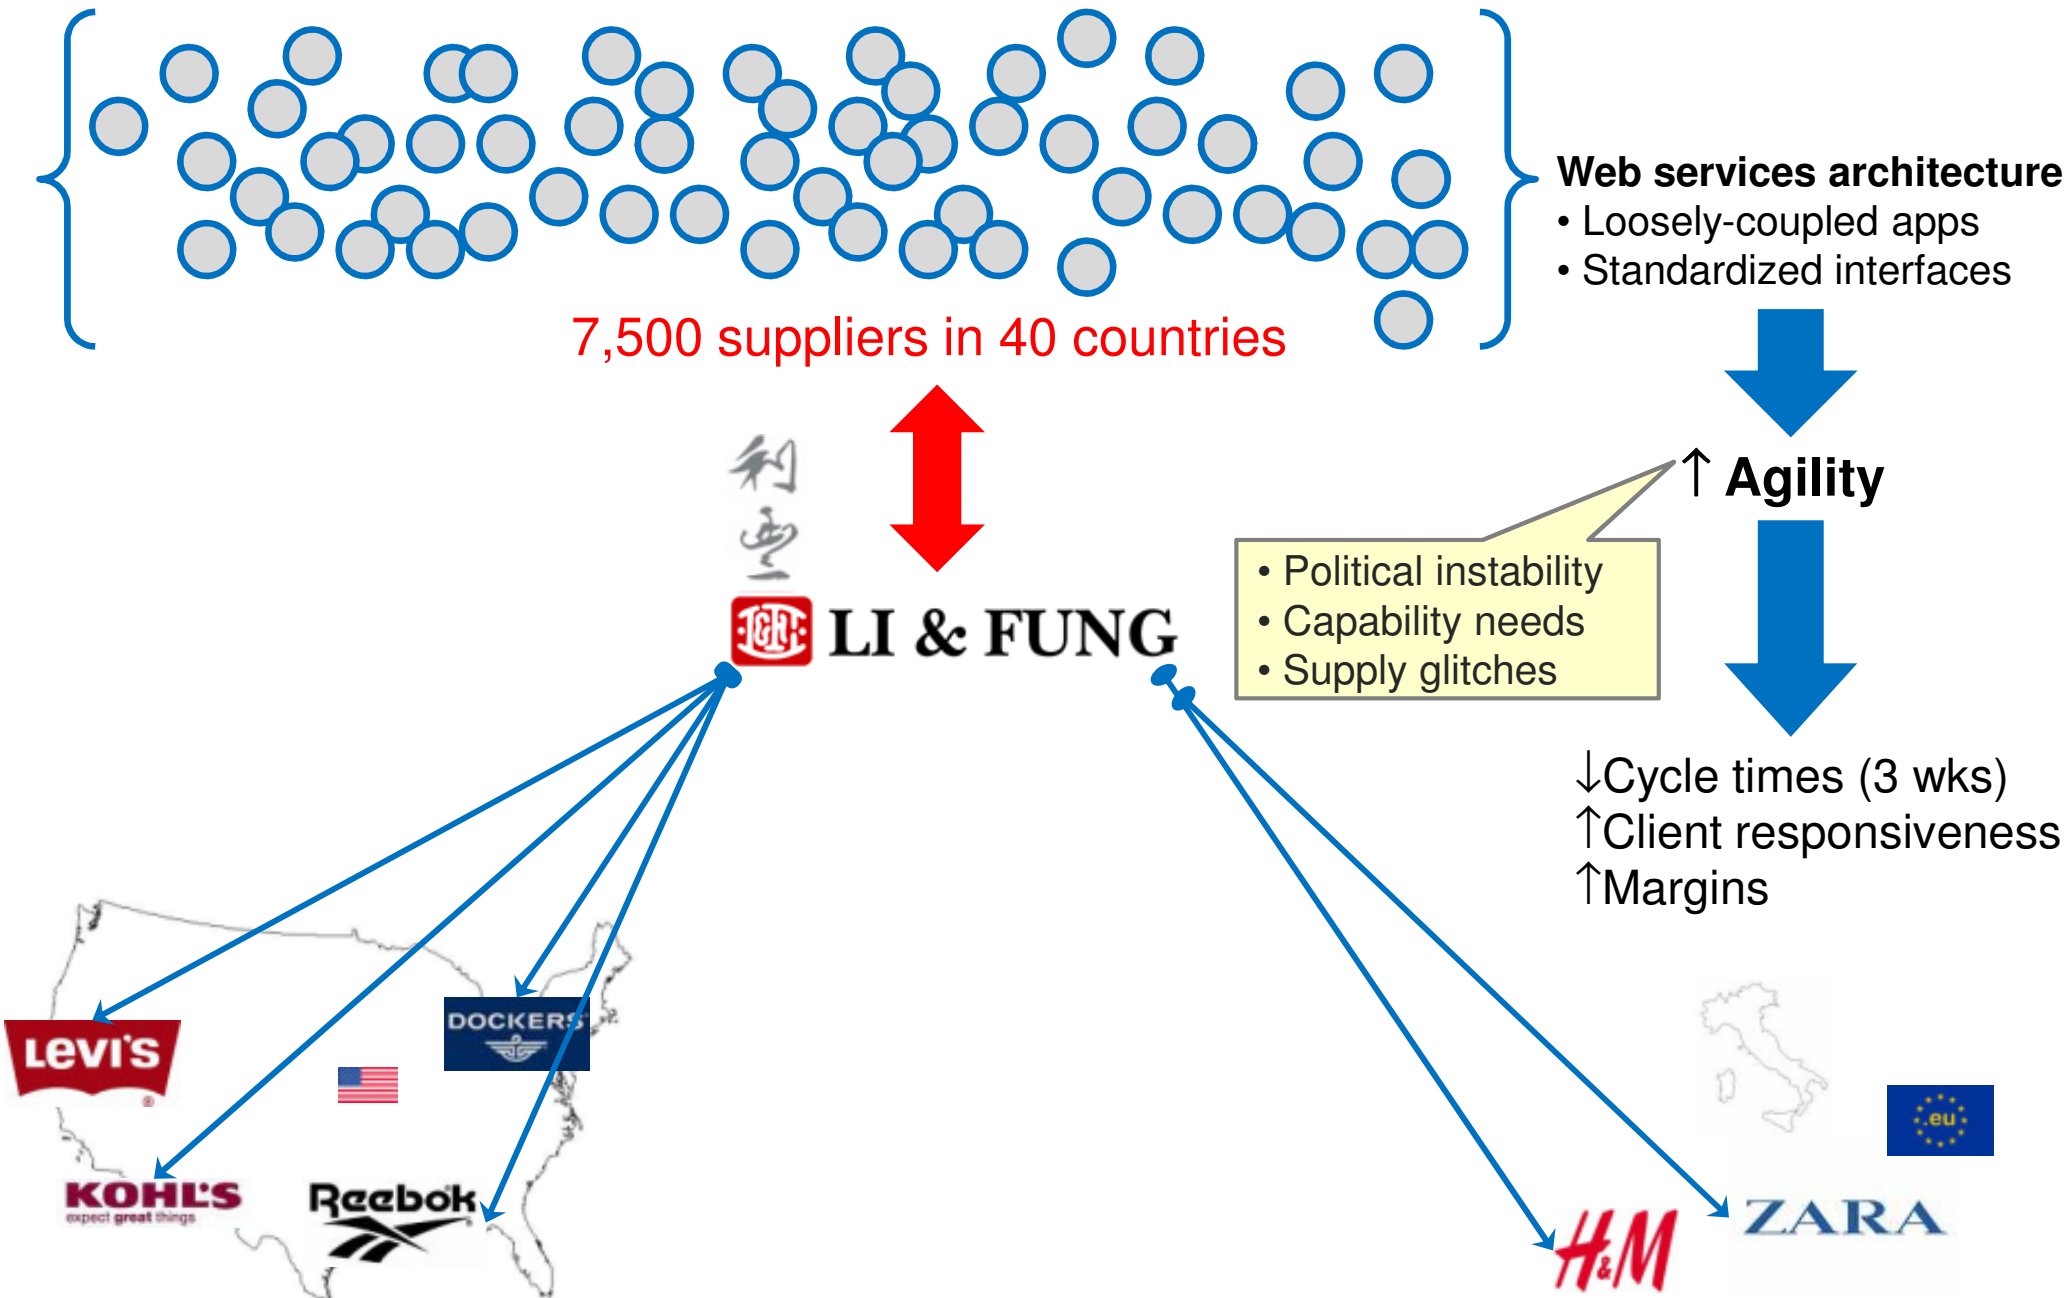 Web services architecture
• Loosely-coupled apps
• Standardized interfaces
7,500 suppliers in 40 countries
↑ Agility
利
豐
• Political instability
• Capability needs
• Supply glitches
LI & FUNG
↓Cycle times (3 wks)
↑Client responsiveness
↑Margins
DOCKERS
LEVI'S
®
.eu
KOHL'S
expect great things
Reebok
ZARA
H&M